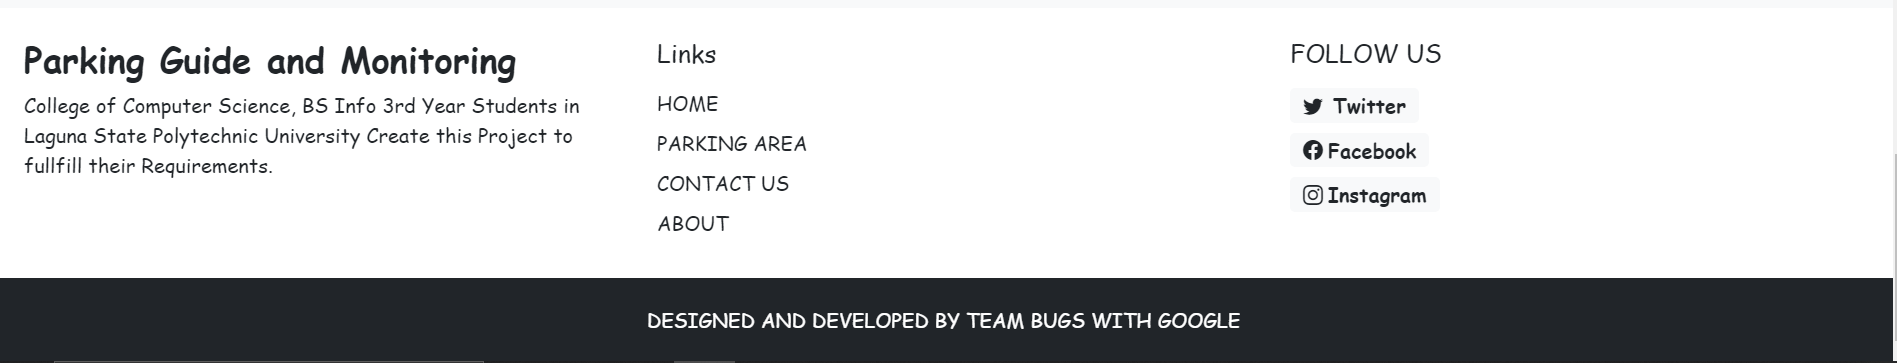 Parking Guide and Monitoring
College of Computer Science, BS Info 3rd Year Students in
Laguna State Polytechnic University Create this Project to
fullfill their Requirements.
Links
HOME
PARKING AREA
CONTACT US
ABOUT
FOLLOW US
Twitter
Facebook
Instagram
DESIGNED AND DEVELOPED BY TEAM BUGS WITH GOOGLE